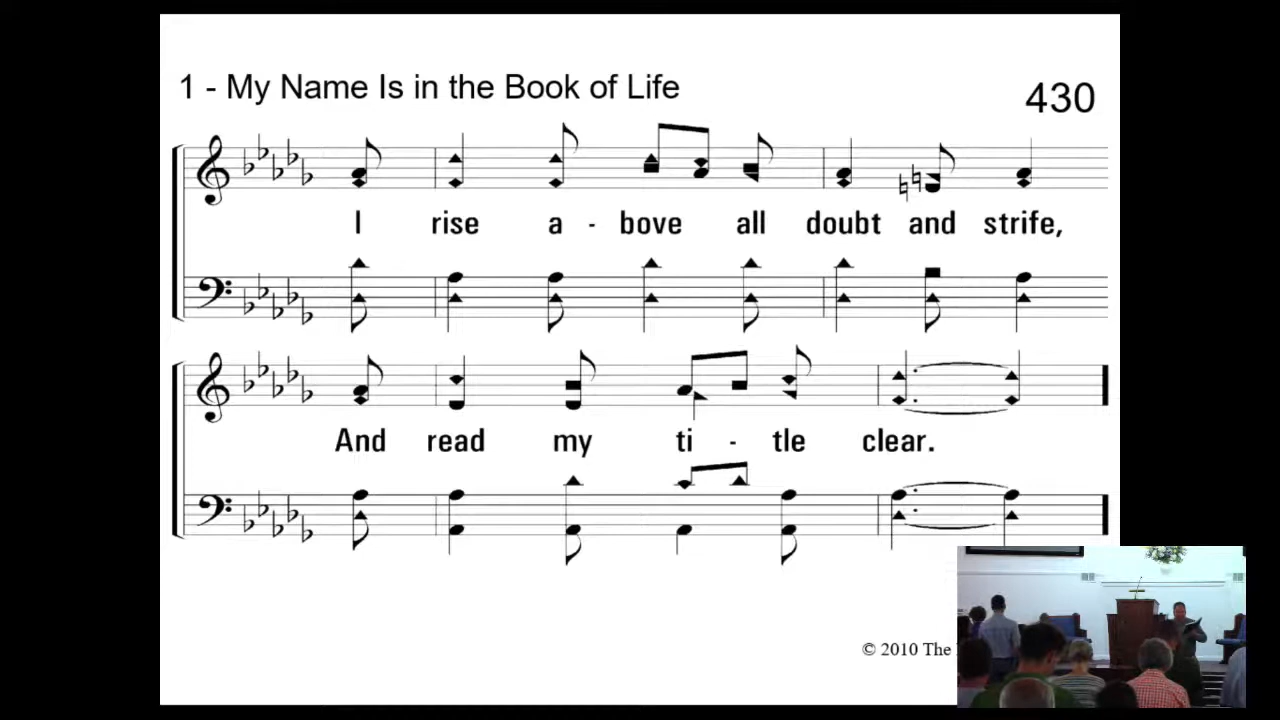 1 - My Name Is in the Book of Life
430
I rise a - bove all doubt and strife,
And read my ti - tle clear.
© 2010 The